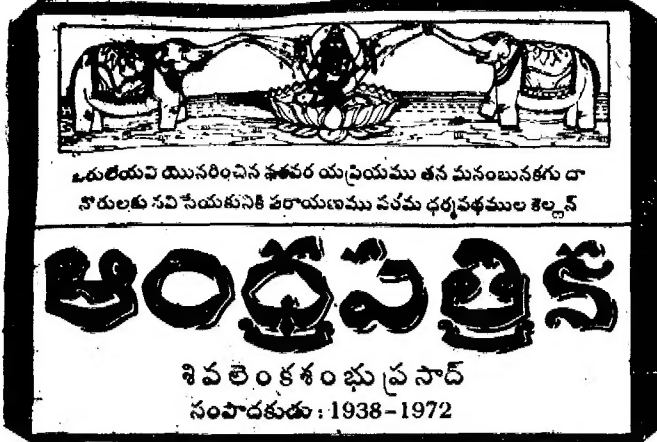 ఒరులేయవి యొనరించిన నరవర యప్రియము తన మనంబునకగు దా
నొరులకు నవి సేయకునికి పరాయణము పరమ ధర్మపథముల కెల్లన్
ఆంధ్రపత్రిక
శివలెంకశంభుప్రసాద్
సంపాదకుడు : 1938-1972